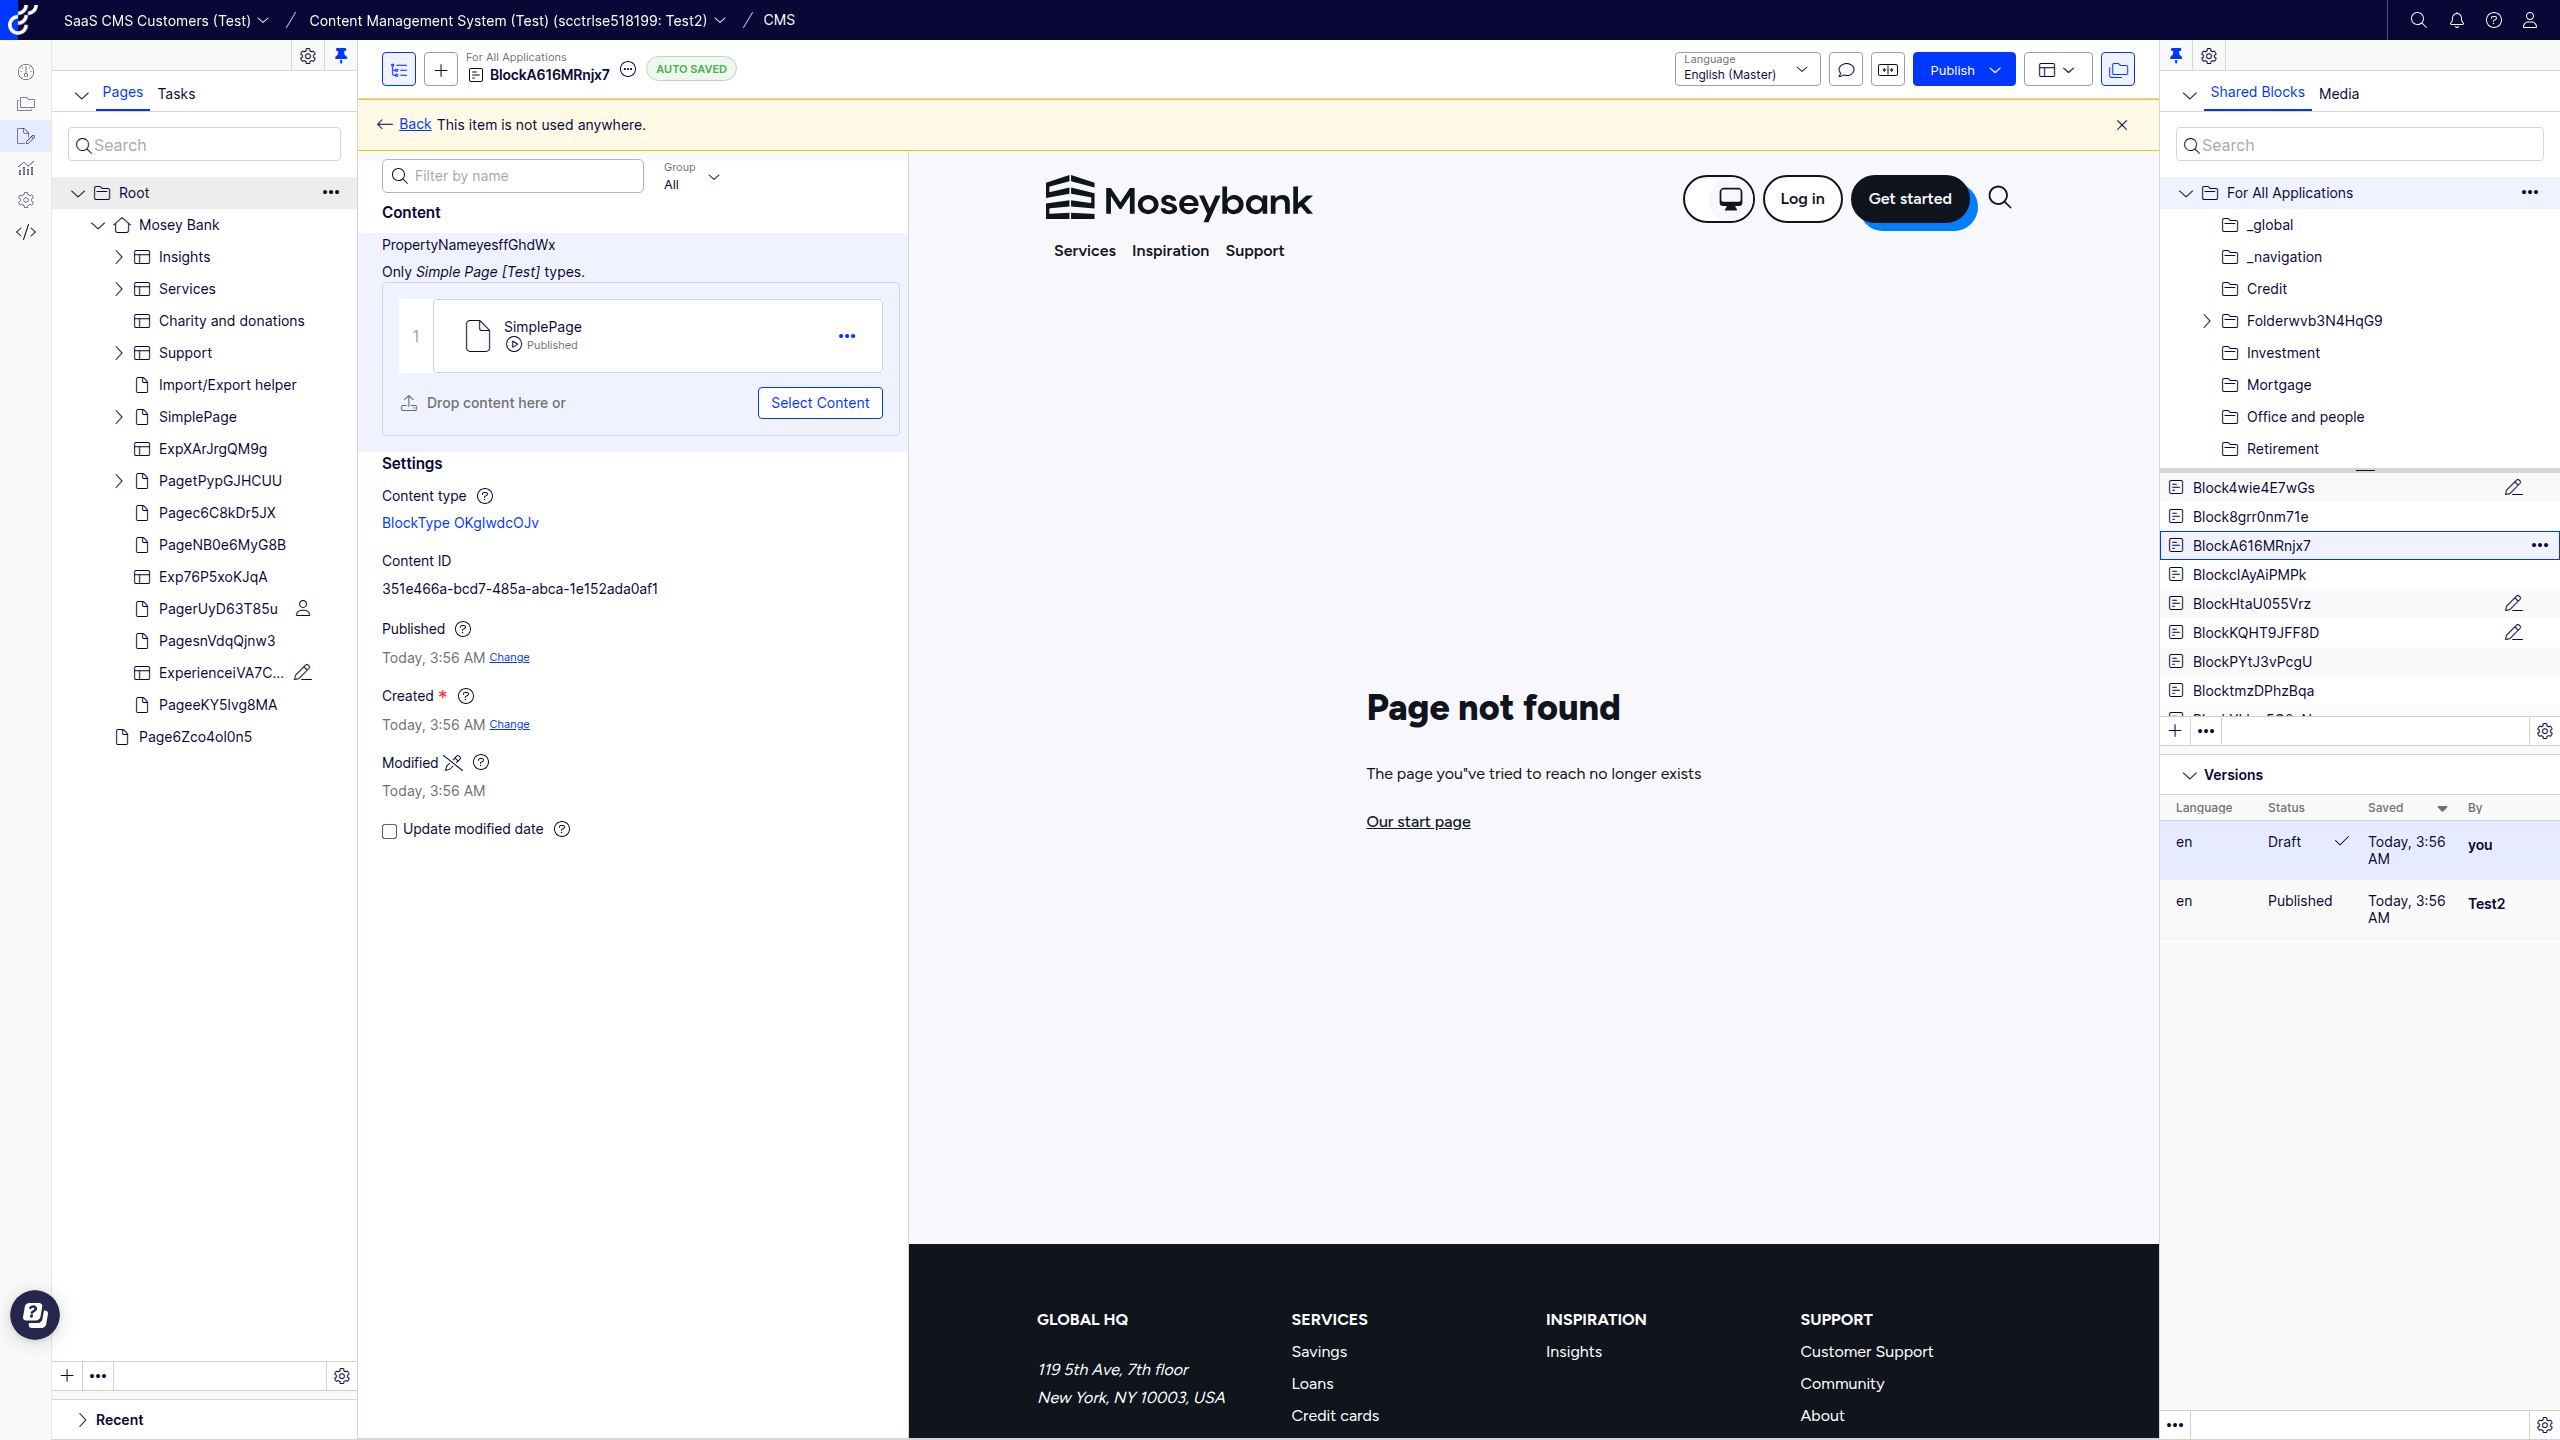 SaaS CMS Customers (Test)
Content Management System (Test) (scctrlse518199: Test2)
CMS
Pages
Tasks
Search
Root
Mosey Bank
Insights
Services
Charity and donations
Support
Import/Export helper
SimplePage
ExpXArJrgQM9g
PagetPypGJHCUU
Pagec6C8kDr5JX
PageNB0e6MyG8B
Exp76P5xoKJqA
PagerUyD63T85u
PagesnVdqQjnw3
ExperienceiVA7C...
PageeKY5lvg8MA
Page6Zco4ol0n5
Recent
For All Applications
BlockA616MRnjx7
AUTO SAVED
Language
English (Master)
Publish
Back This item is not used anywhere.
Filter by name
Group
All
Content
PropertyNameyesffGhdWx
Only Simple Page [Test] types.
1
SimplePage
Published
Drop content here or
Select Content
Settings
Content type
BlockType OKgIwdcOJv
Content ID
351e466a-bcd7-485a-abca-1e152ada0af1
Published
Today, 3:56 AM Change
Created *
Today, 3:56 AM Change
Modified
Today, 3:56 AM
Update modified date
Moseybank
Log in
Get started
Services
Inspiration
Support
Page not found
The page you"ve tried to reach no longer exists
Our start page
GLOBAL HQ
119 5th Ave, 7th floor
New York, NY 10003, USA
SERVICES
Savings
Loans
Credit cards
INSPIRATION
Insights
SUPPORT
Customer Support
Community
About
Shared Blocks
Media
Search
For All Applications
_global
_navigation
Credit
Folderwvb3N4HqG9
Investment
Mortgage
Office and people
Retirement
Block4wie4E7wGs
Block8grr0nm71e
BlockA616MRnjx7
BlockclAyAiPMPk
BlockHtaU055Vrz
BlockKQHT9JFF8D
BlockPYtJ3vPcgU
BlocktmzDPhzBqa
Versions
Language
Status
Saved
By
en
Draft
Today, 3:56
AM
you
en
Published
Today, 3:56
AM
Test2